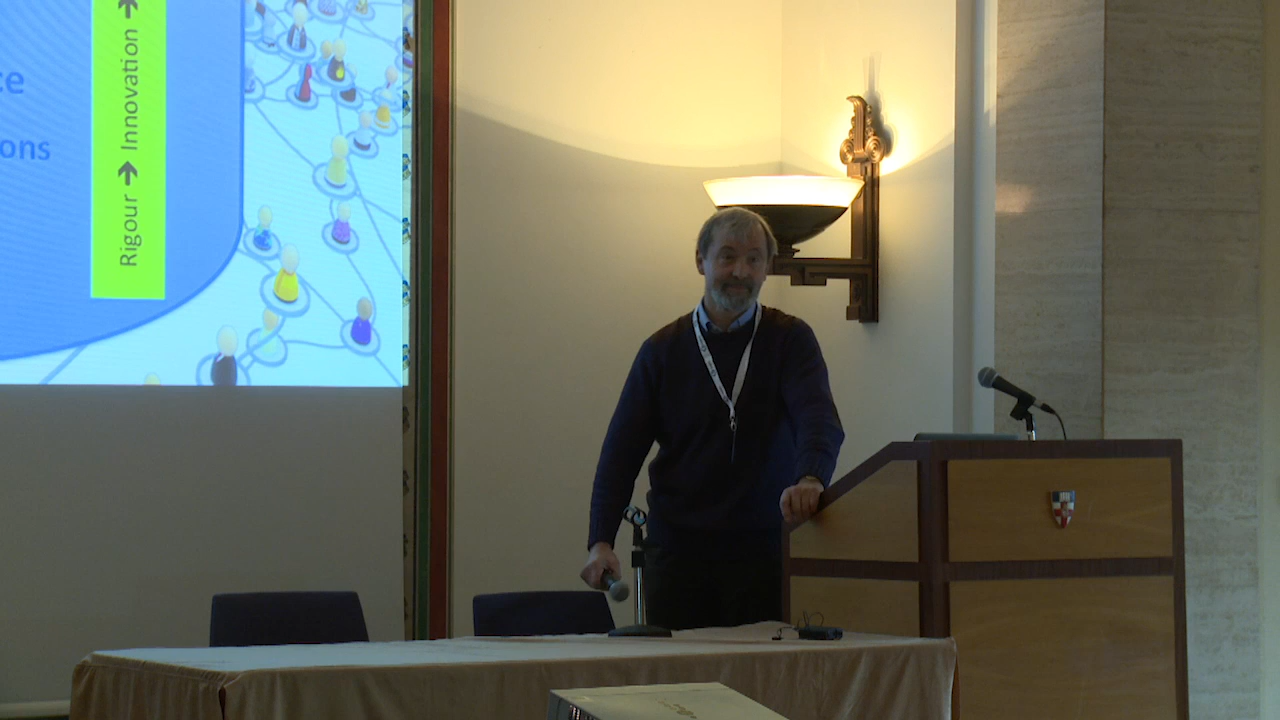 ce
ons
Rigour → Innovation →